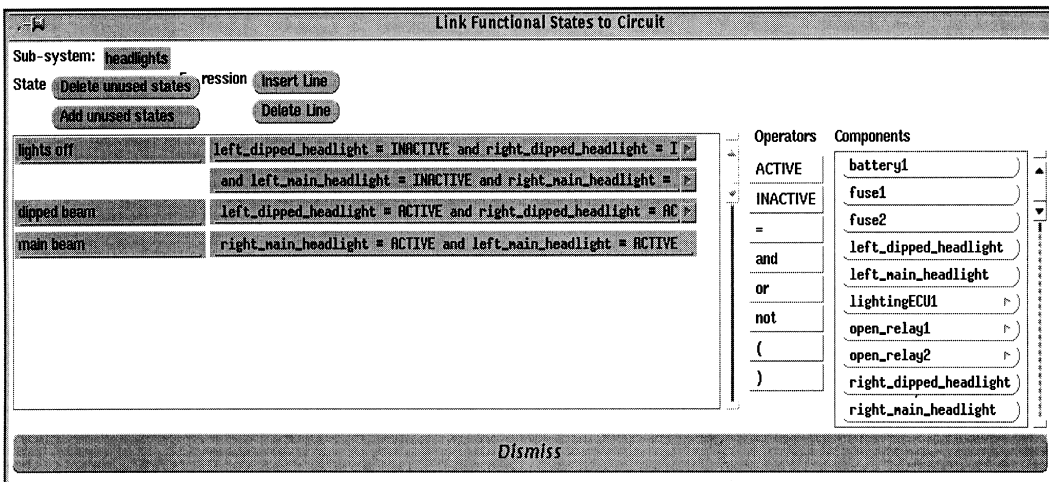 Link Functional States to Circuit
Sub-system: headlights
State Delete unused states ression Insert Line
Add unused states Delete Line
lights off left_dipped_headlight = INACTIVE and right_dipped_headlight = I
and left_main_headlight = INACTIVE and right_main_headlight =
dipped beam left_dipped_headlight = ACTIVE and right_dipped_headlight = AC
main beam right_main_headlight = ACTIVE and left_main_headlight = ACTIVE
Operators
ACTIVE
INACTIVE
=
and
or
not
(
)
Components
battery1
fuse1
fuse2
left_dipped_headlight
left_main_headlight
lightingECU1
open_relay1
open_relay2
right_dipped_headlight
right_main_headlight
Dismiss